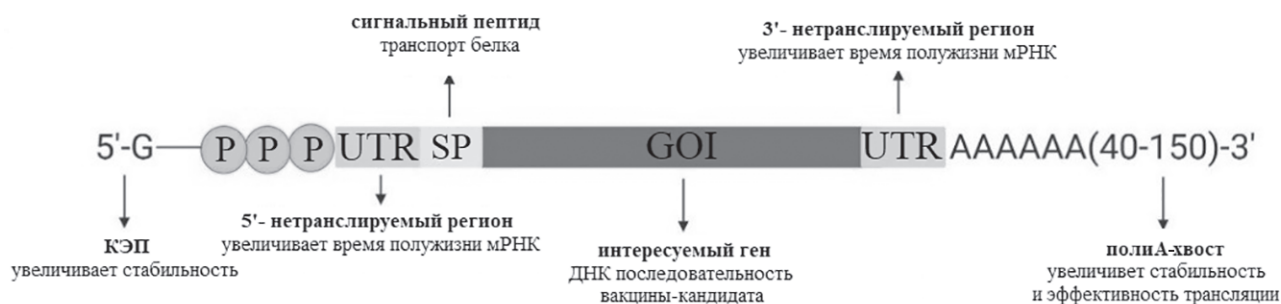 сигнальный пептид
транспорт белка
3'- нетранслируемый регион
увеличивает время полужизни мРНК
5'-G P P P UTR SP GOI UTR AAAAAA(40-150)-3'
5'- нетранслируемый регион
увеличивает время полужизни мРНК
КЭП
увеличивает стабильность
интересуемый ген
ДНК последовательность
вакцины-кандидата
полиА-хвост
увеличивет стабильность
и эффективность трансляции